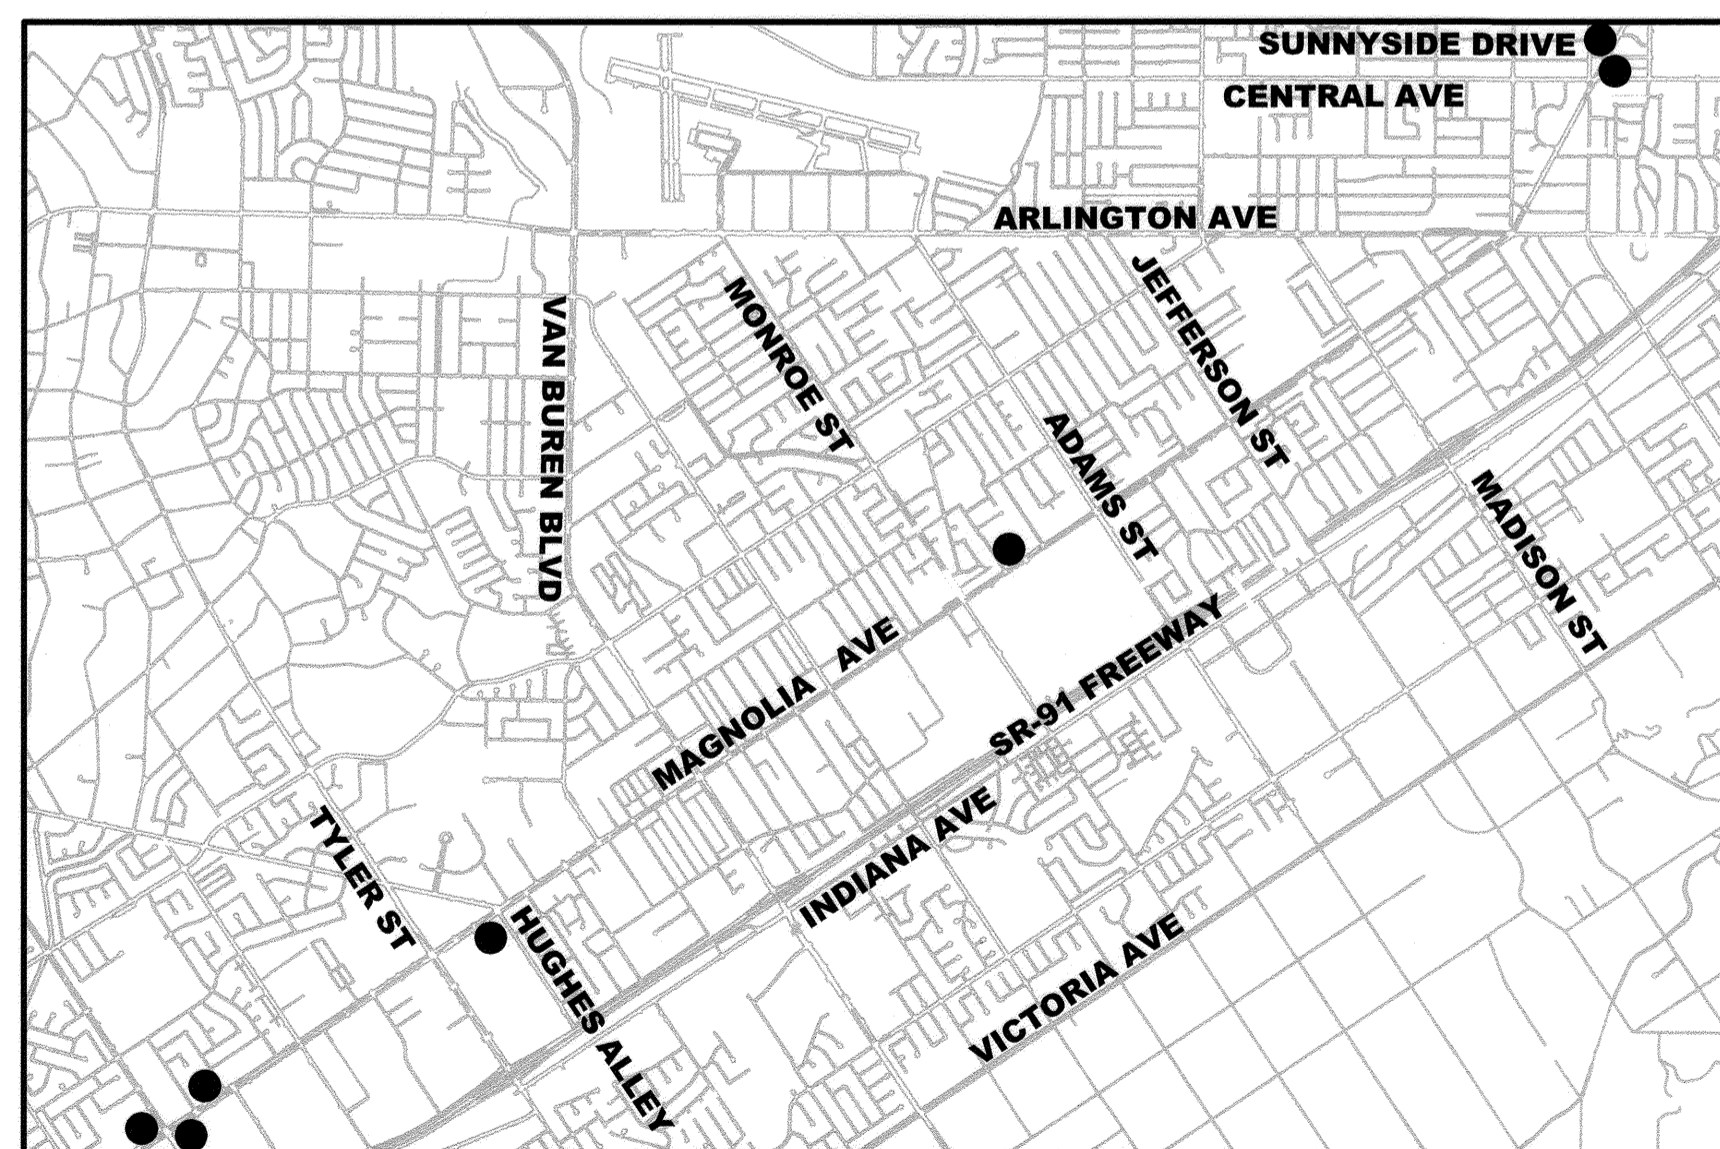 SUNNYSIDE DRIVE
CENTRAL AVE
ARLINGTON AVE
VAN BUREN BLVD
MONROE ST
JEFFERSON ST
ADAMS ST
MADISON ST
MAGNOLIA AVE
SR-91 FREEWAY
INDIANA AVE
TYLER ST
HUGHES ALLEY
VICTORIA AVE